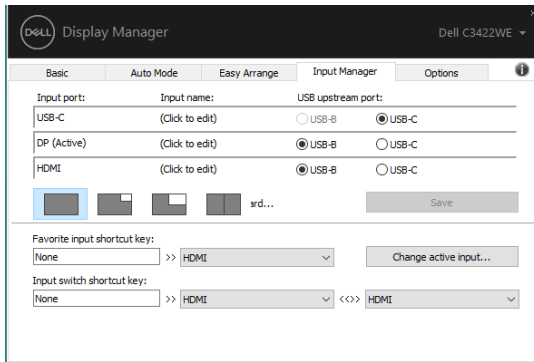 DELL Display Manager Dell C3422WE
Basic Auto Mode Easy Arrange Input Manager Options i
Input port: Input name: USB upstream port:
USB-C (Click to edit) USB-B USB-C
DP (Active) (Click to edit) USB-B USB-C
HDMI (Click to edit) USB-B USB-C
ard... Save
Favorite input shortcut key:
None >> HDMI Change active input...
Input switch shortcut key:
None >> HDMI <<>> HDMI